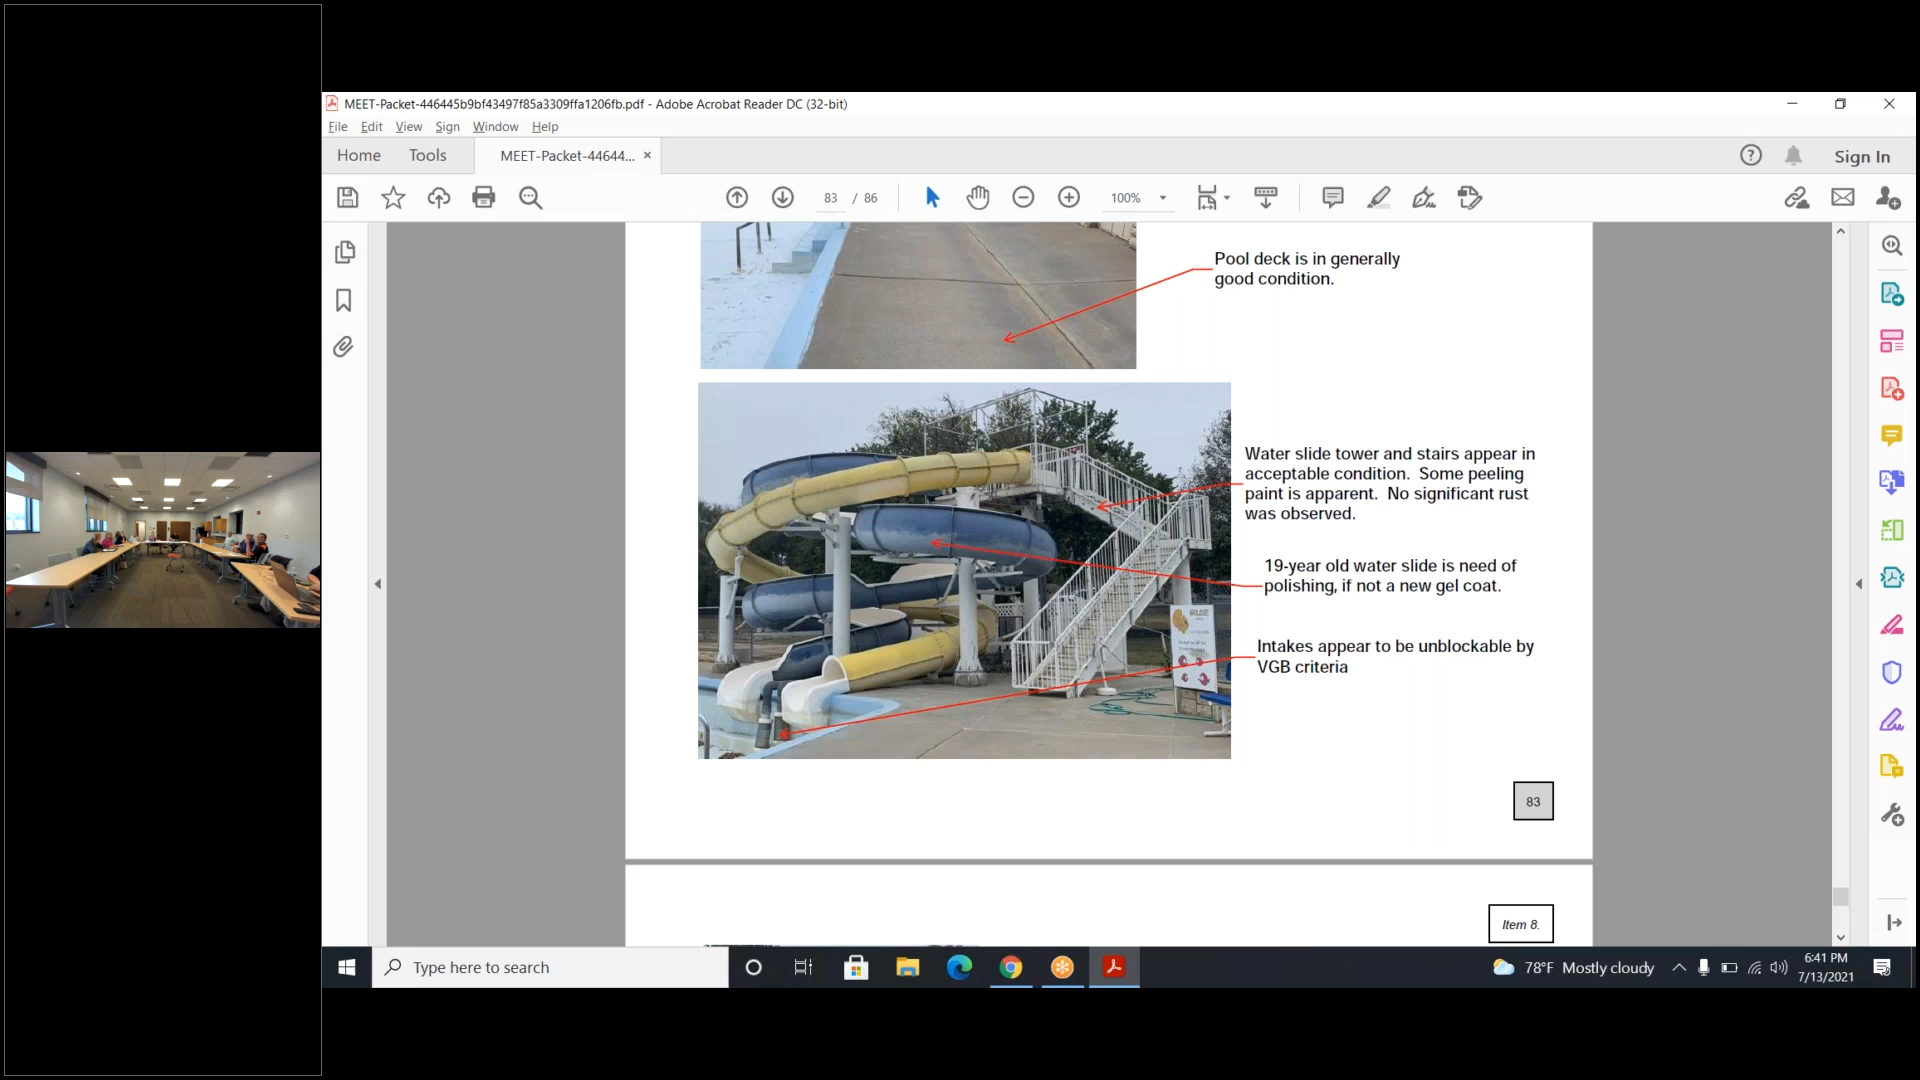 MEET-Packet-446445b9bf43497f85a3309ffa1206fb.pdf - Adobe Acrobat Reader DC (32-bit)
File Edit View Sign Window Help
Home Tools MEET-Packet-44644... × Sign In
83 / 86 100%
Pool deck is in generally
good condition.
Water slide tower and stairs appear in
acceptable condition. Some peeling
paint is apparent. No significant rust
was observed.
19-year old water slide is need of
polishing, if not a new gel coat.
Intakes appear to be unblockable by
VGB criteria
83
Item 8.
Type here to search
78°F Mostly cloudy
6:41 PM
7/13/2021